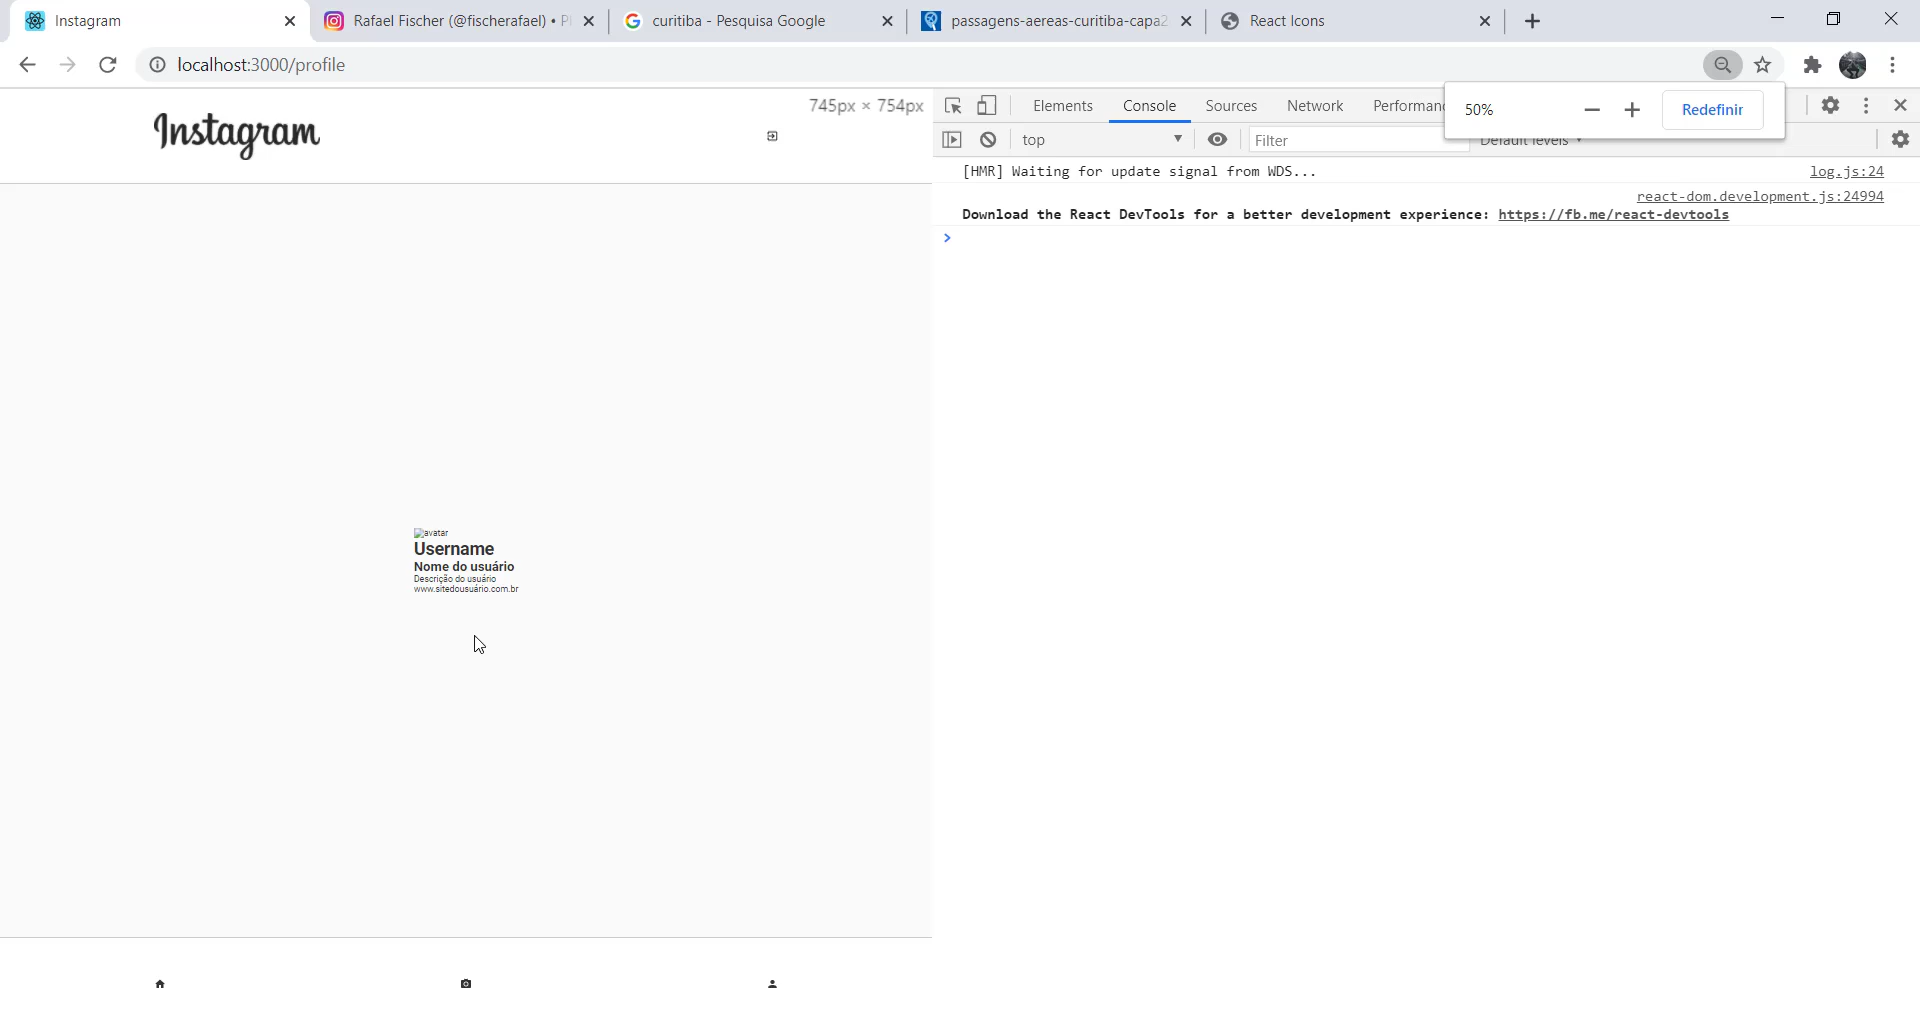 Instagram
Rafael Fischer (@fischerafael) •
curitiba - Pesquisa Google
passagens-aereas-curitiba-capa2
React Icons
localhost:3000/profile
50%
Redefinir
Instagram
745px × 754px
Elements
Console
Sources
Network
Performanc
top
Filter
Default levels
[HMR] Waiting for update signal from WDS...
log.js:24
react-dom.development.js:24994
Download the React DevTools for a better development experience: https://fb.me/react-devtools
avatar
Username
Nome do usuário
Descrição do usuário
www.sitedousuário.com.br